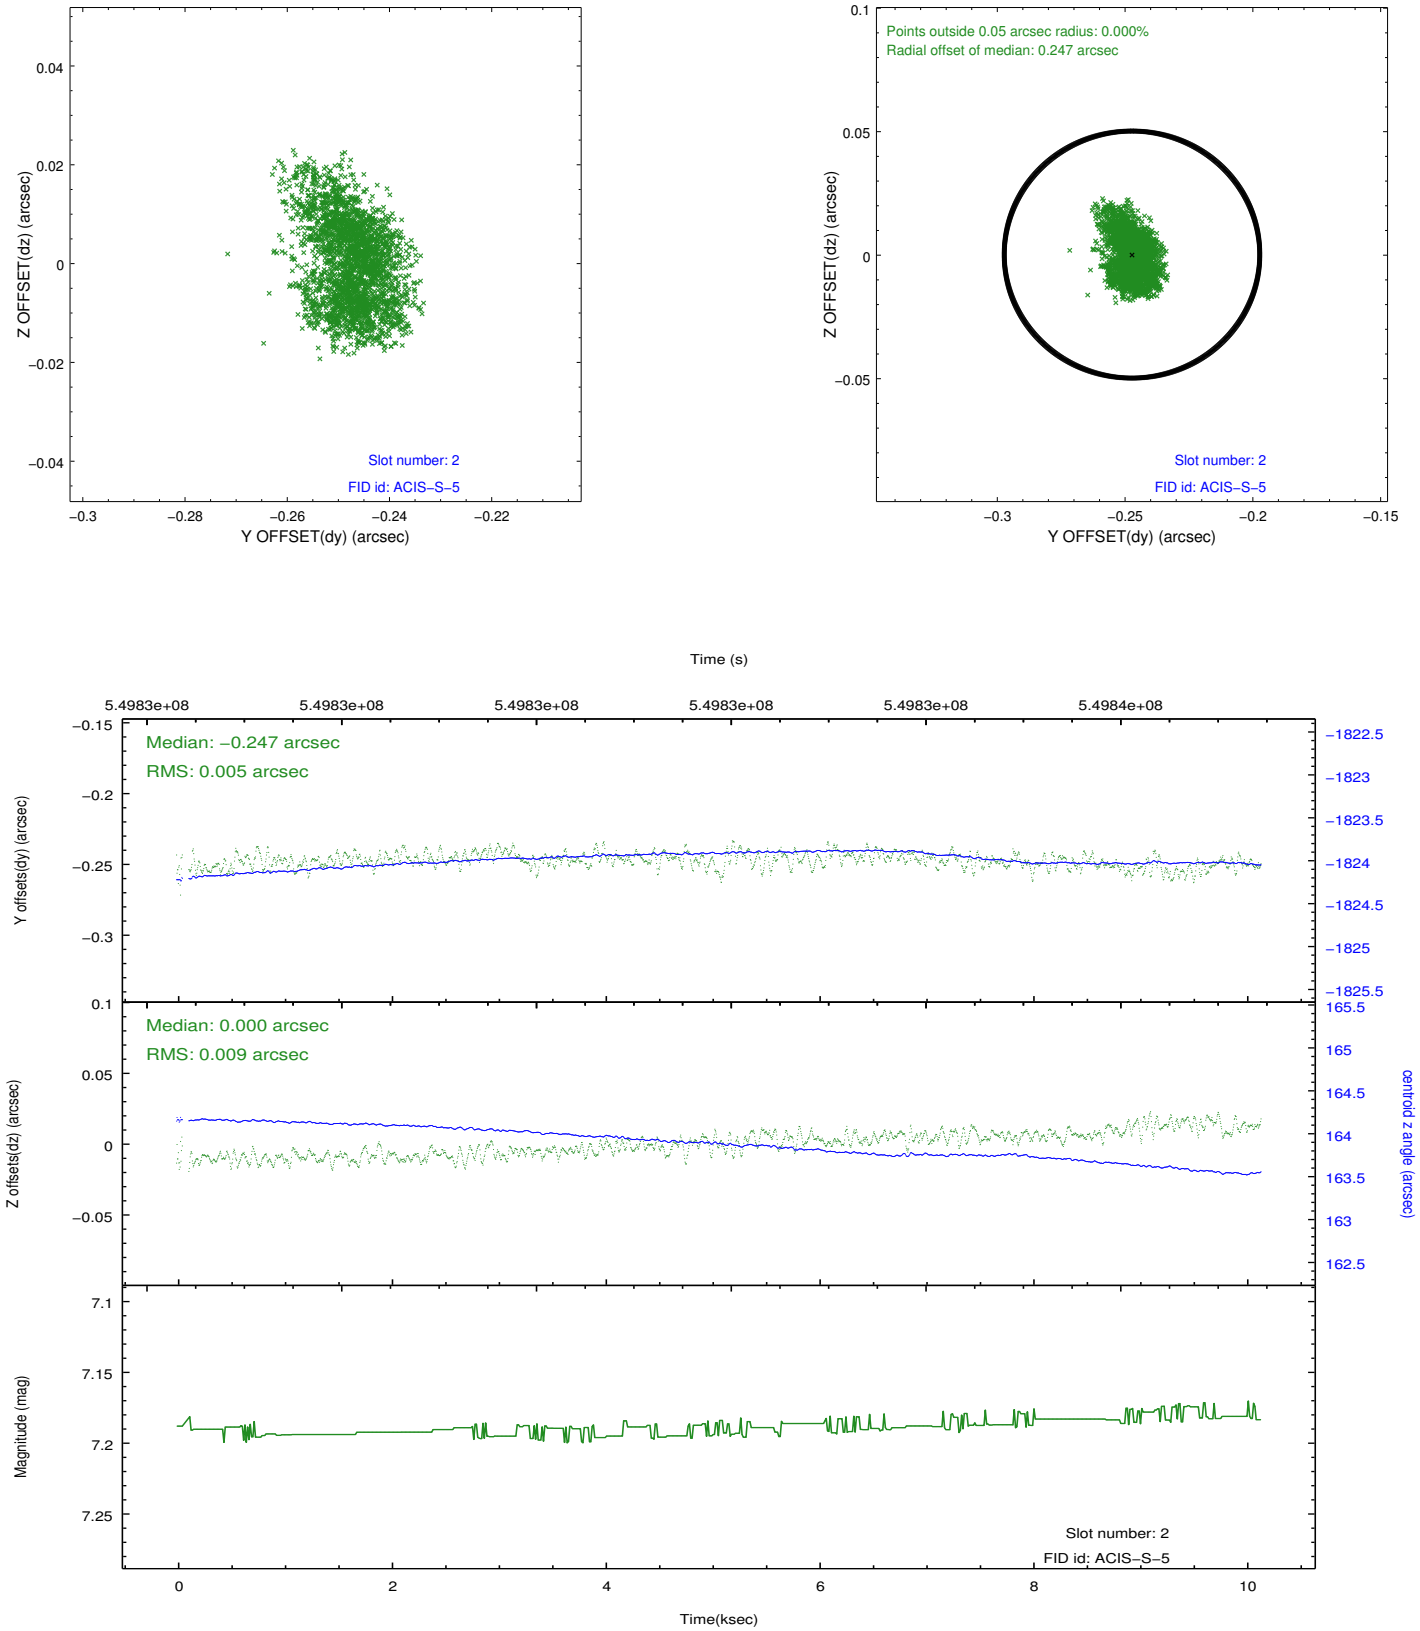 0.04
0.02
0
−0.02
−0.04
Z OFFSET(dz) (arcsec)
Slot number: 2
FID id: ACIS−S−5
−0.3
−0.28
−0.26
−0.24
−0.22
Y OFFSET(dy) (arcsec)
0.1
0.05
0
−0.05
Z OFFSET(dz) (arcsec)
Points outside 0.05 arcsec radius: 0.000%
Radial offset of median: 0.247 arcsec
Slot number: 2
FID id: ACIS−S−5
−0.3
−0.25
−0.2
−0.15
Y OFFSET(dy) (arcsec)
Time (s)
5.4983e+08
5.4983e+08
5.4983e+08
5.4983e+08
5.4983e+08
5.4984e+08
−0.15
−0.2
−0.25
−0.3
Y offsets(dy) (arcsec)
Median: −0.247 arcsec
RMS: 0.005 arcsec
−1822.5
−1823
−1823.5
−1824
−1824.5
−1825
−1825.5
0.1
0.05
0
−0.05
Z offsets(dz) (arcsec)
Median: 0.000 arcsec
RMS: 0.009 arcsec
165.5
165
164.5
164
163.5
163
162.5
centroid z angle (arcsec)
7.1
7.15
7.2
7.25
Magnitude (mag)
Slot number: 2
FID id: ACIS−S−5
0
2
4
6
8
10
Time(ksec)